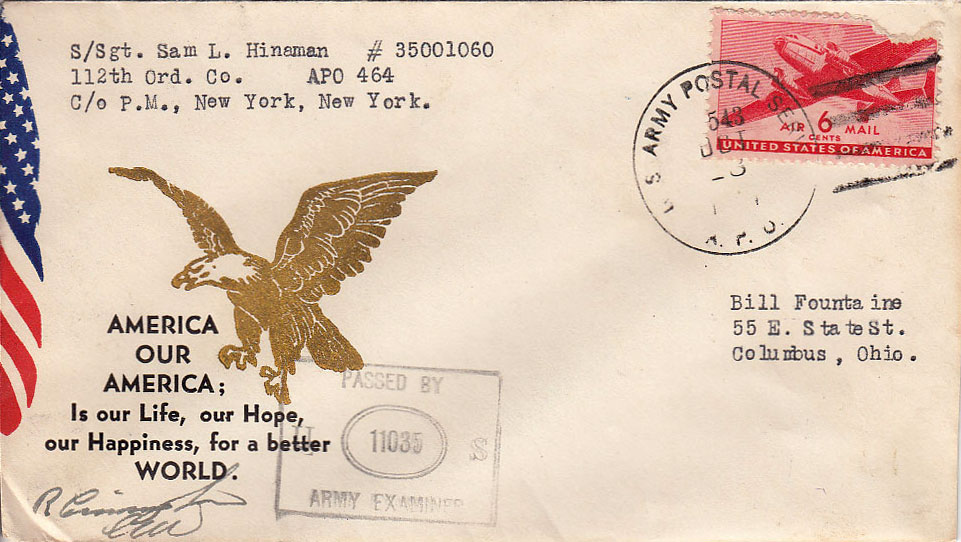 S/Sgt. Sam L. Hinaman # 35001060
112th Ord. Co. APO 464
C/o P.M., New York, New York.
AIR 6 MAIL
CENTS
UNITED STATES OF AMERICA
U S ARMY POSTAL
543
A. P. O.
Bill Fountaine
55 E. State St.
Columbus, Ohio.
AMERICA
OUR
AMERICA;
Is our Life, our Hope,
our Happiness, for a better
WORLD.
PASSED BY
U 11035 S
ARMY EXAMINER